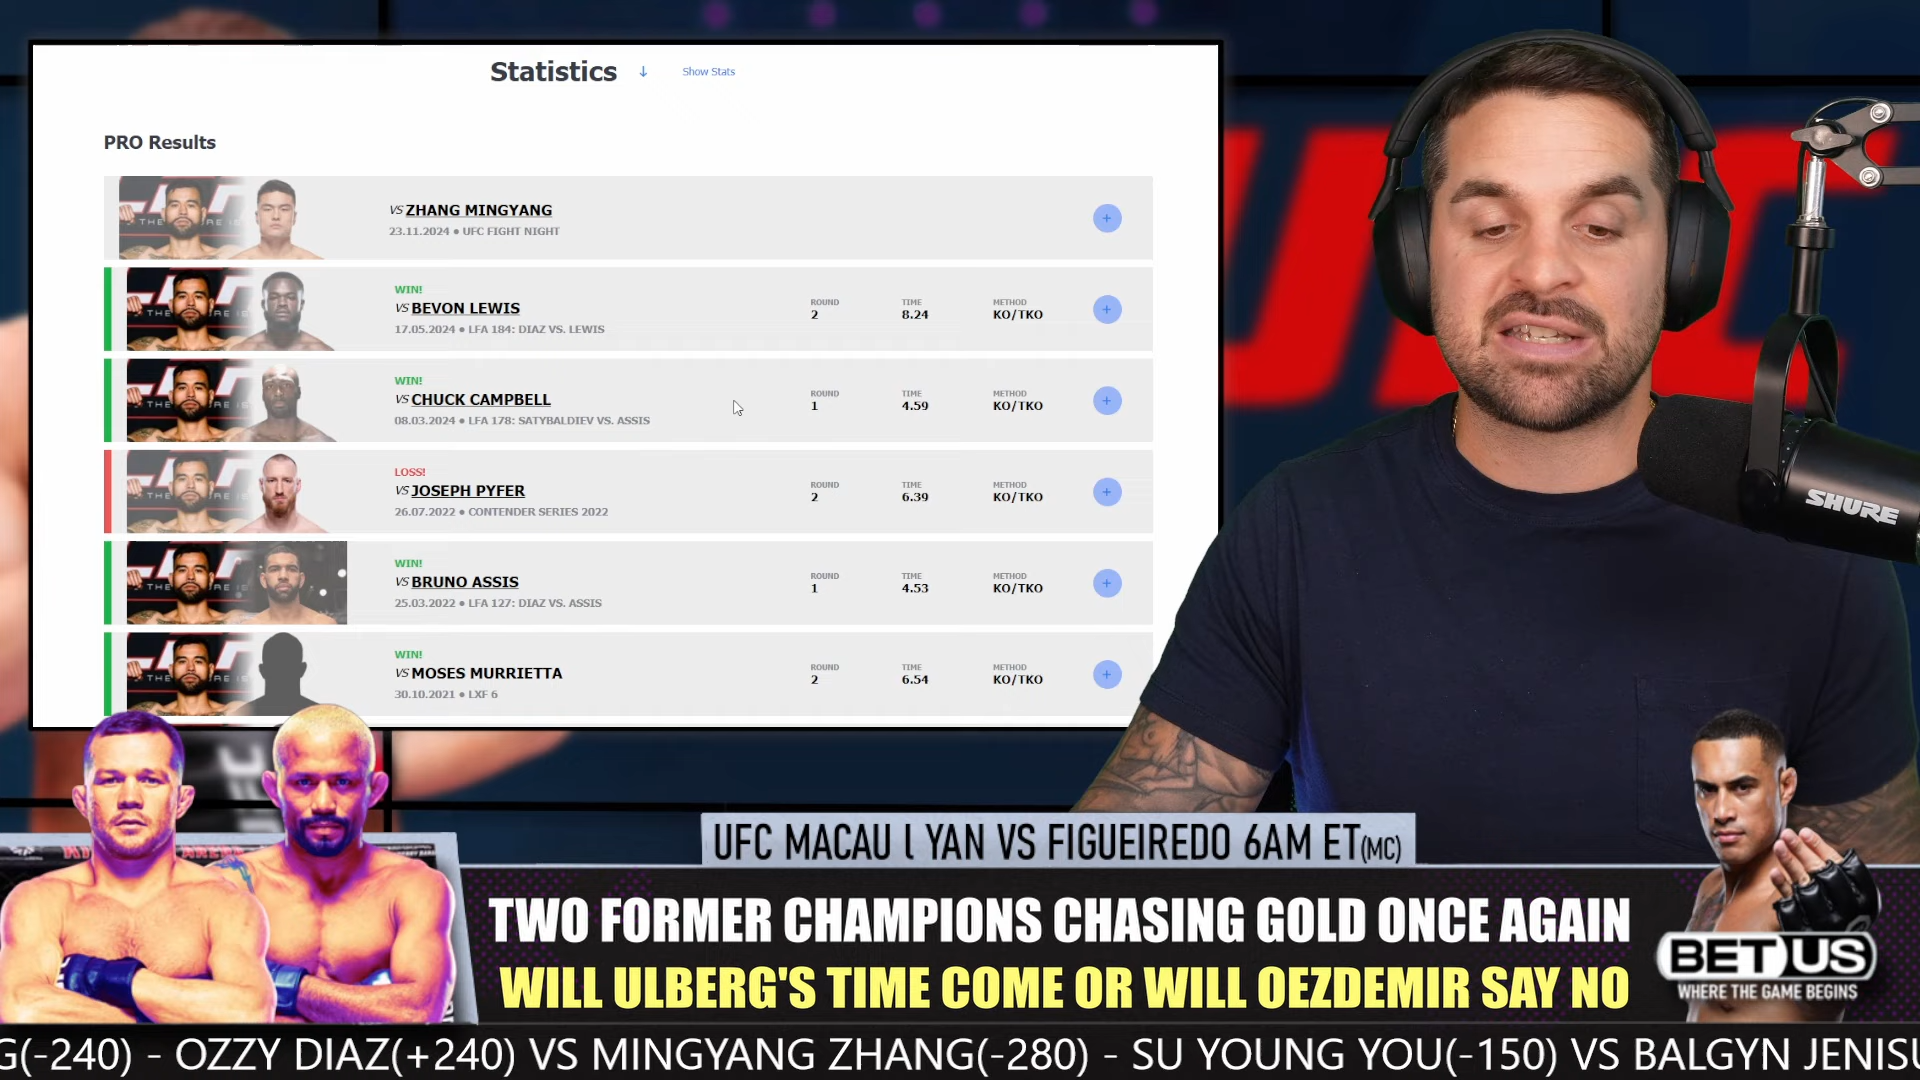 Statistics ↓ Show Stats
PRO Results
VS ZHANG MINGYANG
23.11.2024 • UFC FIGHT NIGHT
+
WIN!
VS BEVON LEWIS
17.05.2024 • LFA 184: DIAZ VS. LEWIS
ROUND
2
TIME
8.24
METHOD
KO/TKO
+
WIN!
VS CHUCK CAMPBELL
08.03.2024 • LFA 178: SATYBALDIEV VS. ASSIS
ROUND
1
TIME
4.59
METHOD
KO/TKO
+
LOSS!
VS JOSEPH PYFER
26.07.2022 • CONTENDER SERIES 2022
ROUND
2
TIME
6.39
METHOD
KO/TKO
+
WIN!
VS BRUNO ASSIS
25.03.2022 • LFA 127: DIAZ VS. ASSIS
ROUND
1
TIME
4.53
METHOD
KO/TKO
+
WIN!
VS MOSES MURRIETTA
30.10.2021 • LXF 6
ROUND
2
TIME
6.54
METHOD
KO/TKO
+
UFC
SHURE
UFC MACAU | YAN VS FIGUEIREDO 6AM ET(MC)
TWO FORMER CHAMPIONS CHASING GOLD ONCE AGAIN
WILL ULBERG'S TIME COME OR WILL OEZDEMIR SAY NO
BETUS
WHERE THE GAME BEGINS
G(-240) - OZZY DIAZ(+240) VS MINGYANG ZHANG(-280) - SU YOUNG YOU(-150) VS BALGYN JENISU